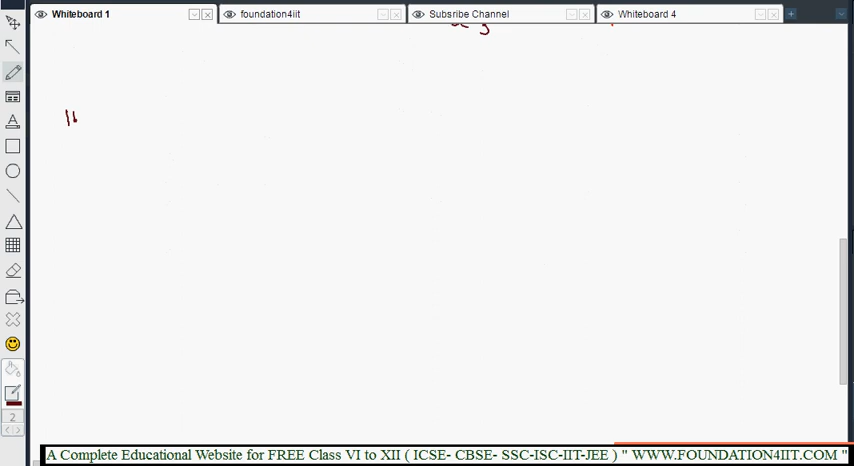 Whiteboard 1 foundation4iit Subsribe Channel Whiteboard 4
2
A Complete Educational Website for FREE Class VI to XII ( ICSE- CBSE- SSC-ISC-IIT-JEE ) " WWW.FOUNDATION4IIT.COM "